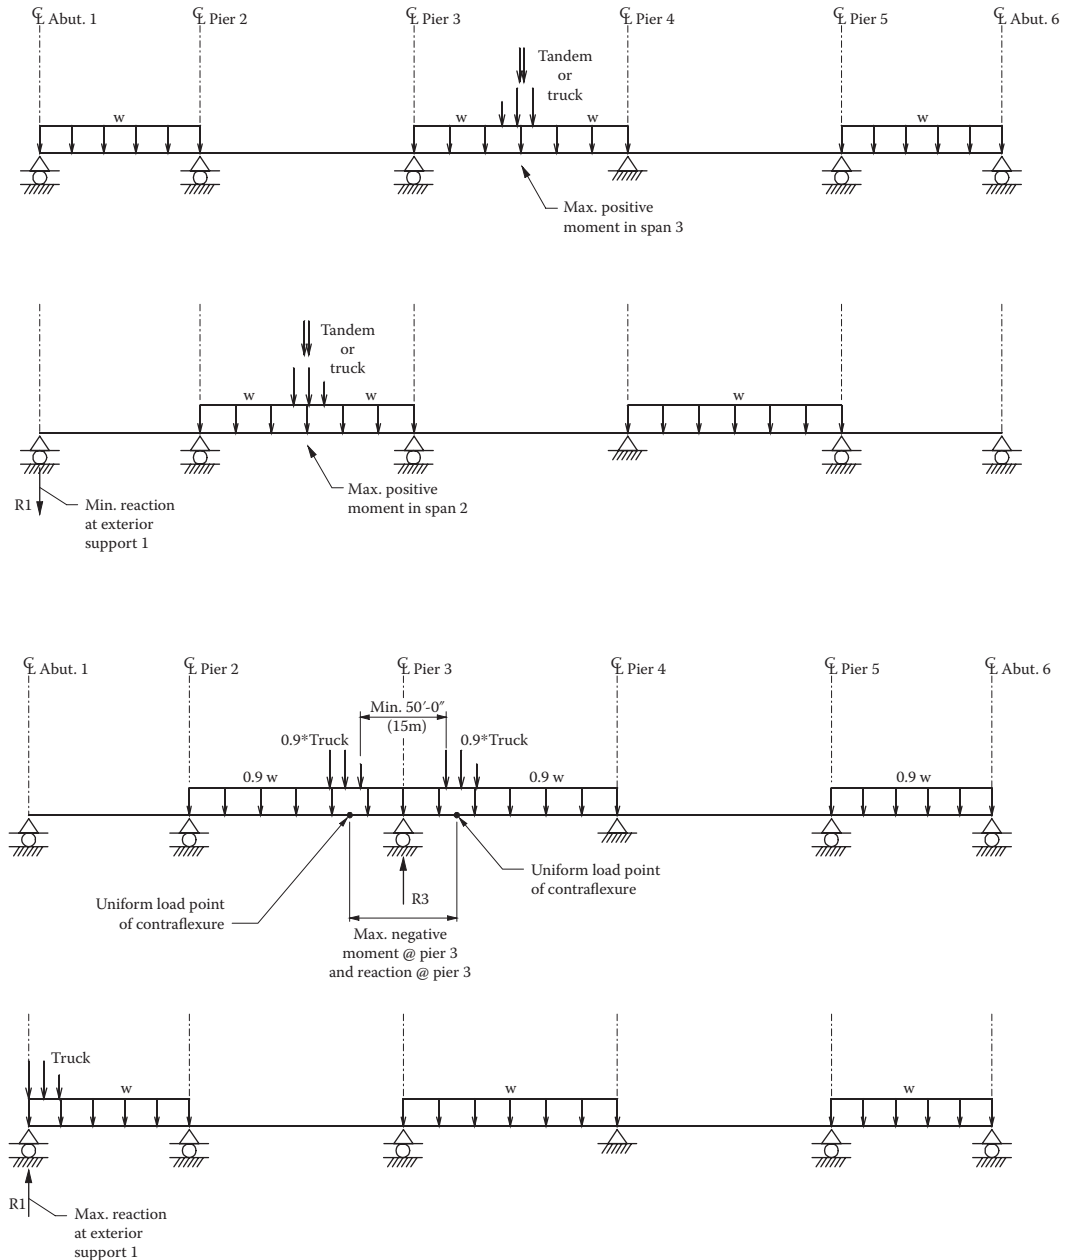 ℄ Abut. 1
℄ Pier 2
℄ Pier 3
℄ Pier 4
℄ Pier 5
℄ Abut. 6
Tandem
or
truck
w
w
w
w
Max. positive
moment in span 3
Tandem
or
truck
w
w
w
R1
Min. reaction
at exterior
support 1
Max. positive
moment in span 2
℄ Abut. 1
℄ Pier 2
℄ Pier 3
℄ Pier 4
℄ Pier 5
℄ Abut. 6
Min. 50′-0″
(15m)
0.9*Truck
0.9*Truck
0.9 w
0.9 w
0.9 w
Uniform load point
of contraflexure
R3
Uniform load point
of contraflexure
Max. negative
moment @ pier 3
and reaction @ pier 3
Truck
w
w
w
R1
Max. reaction
at exterior
support 1